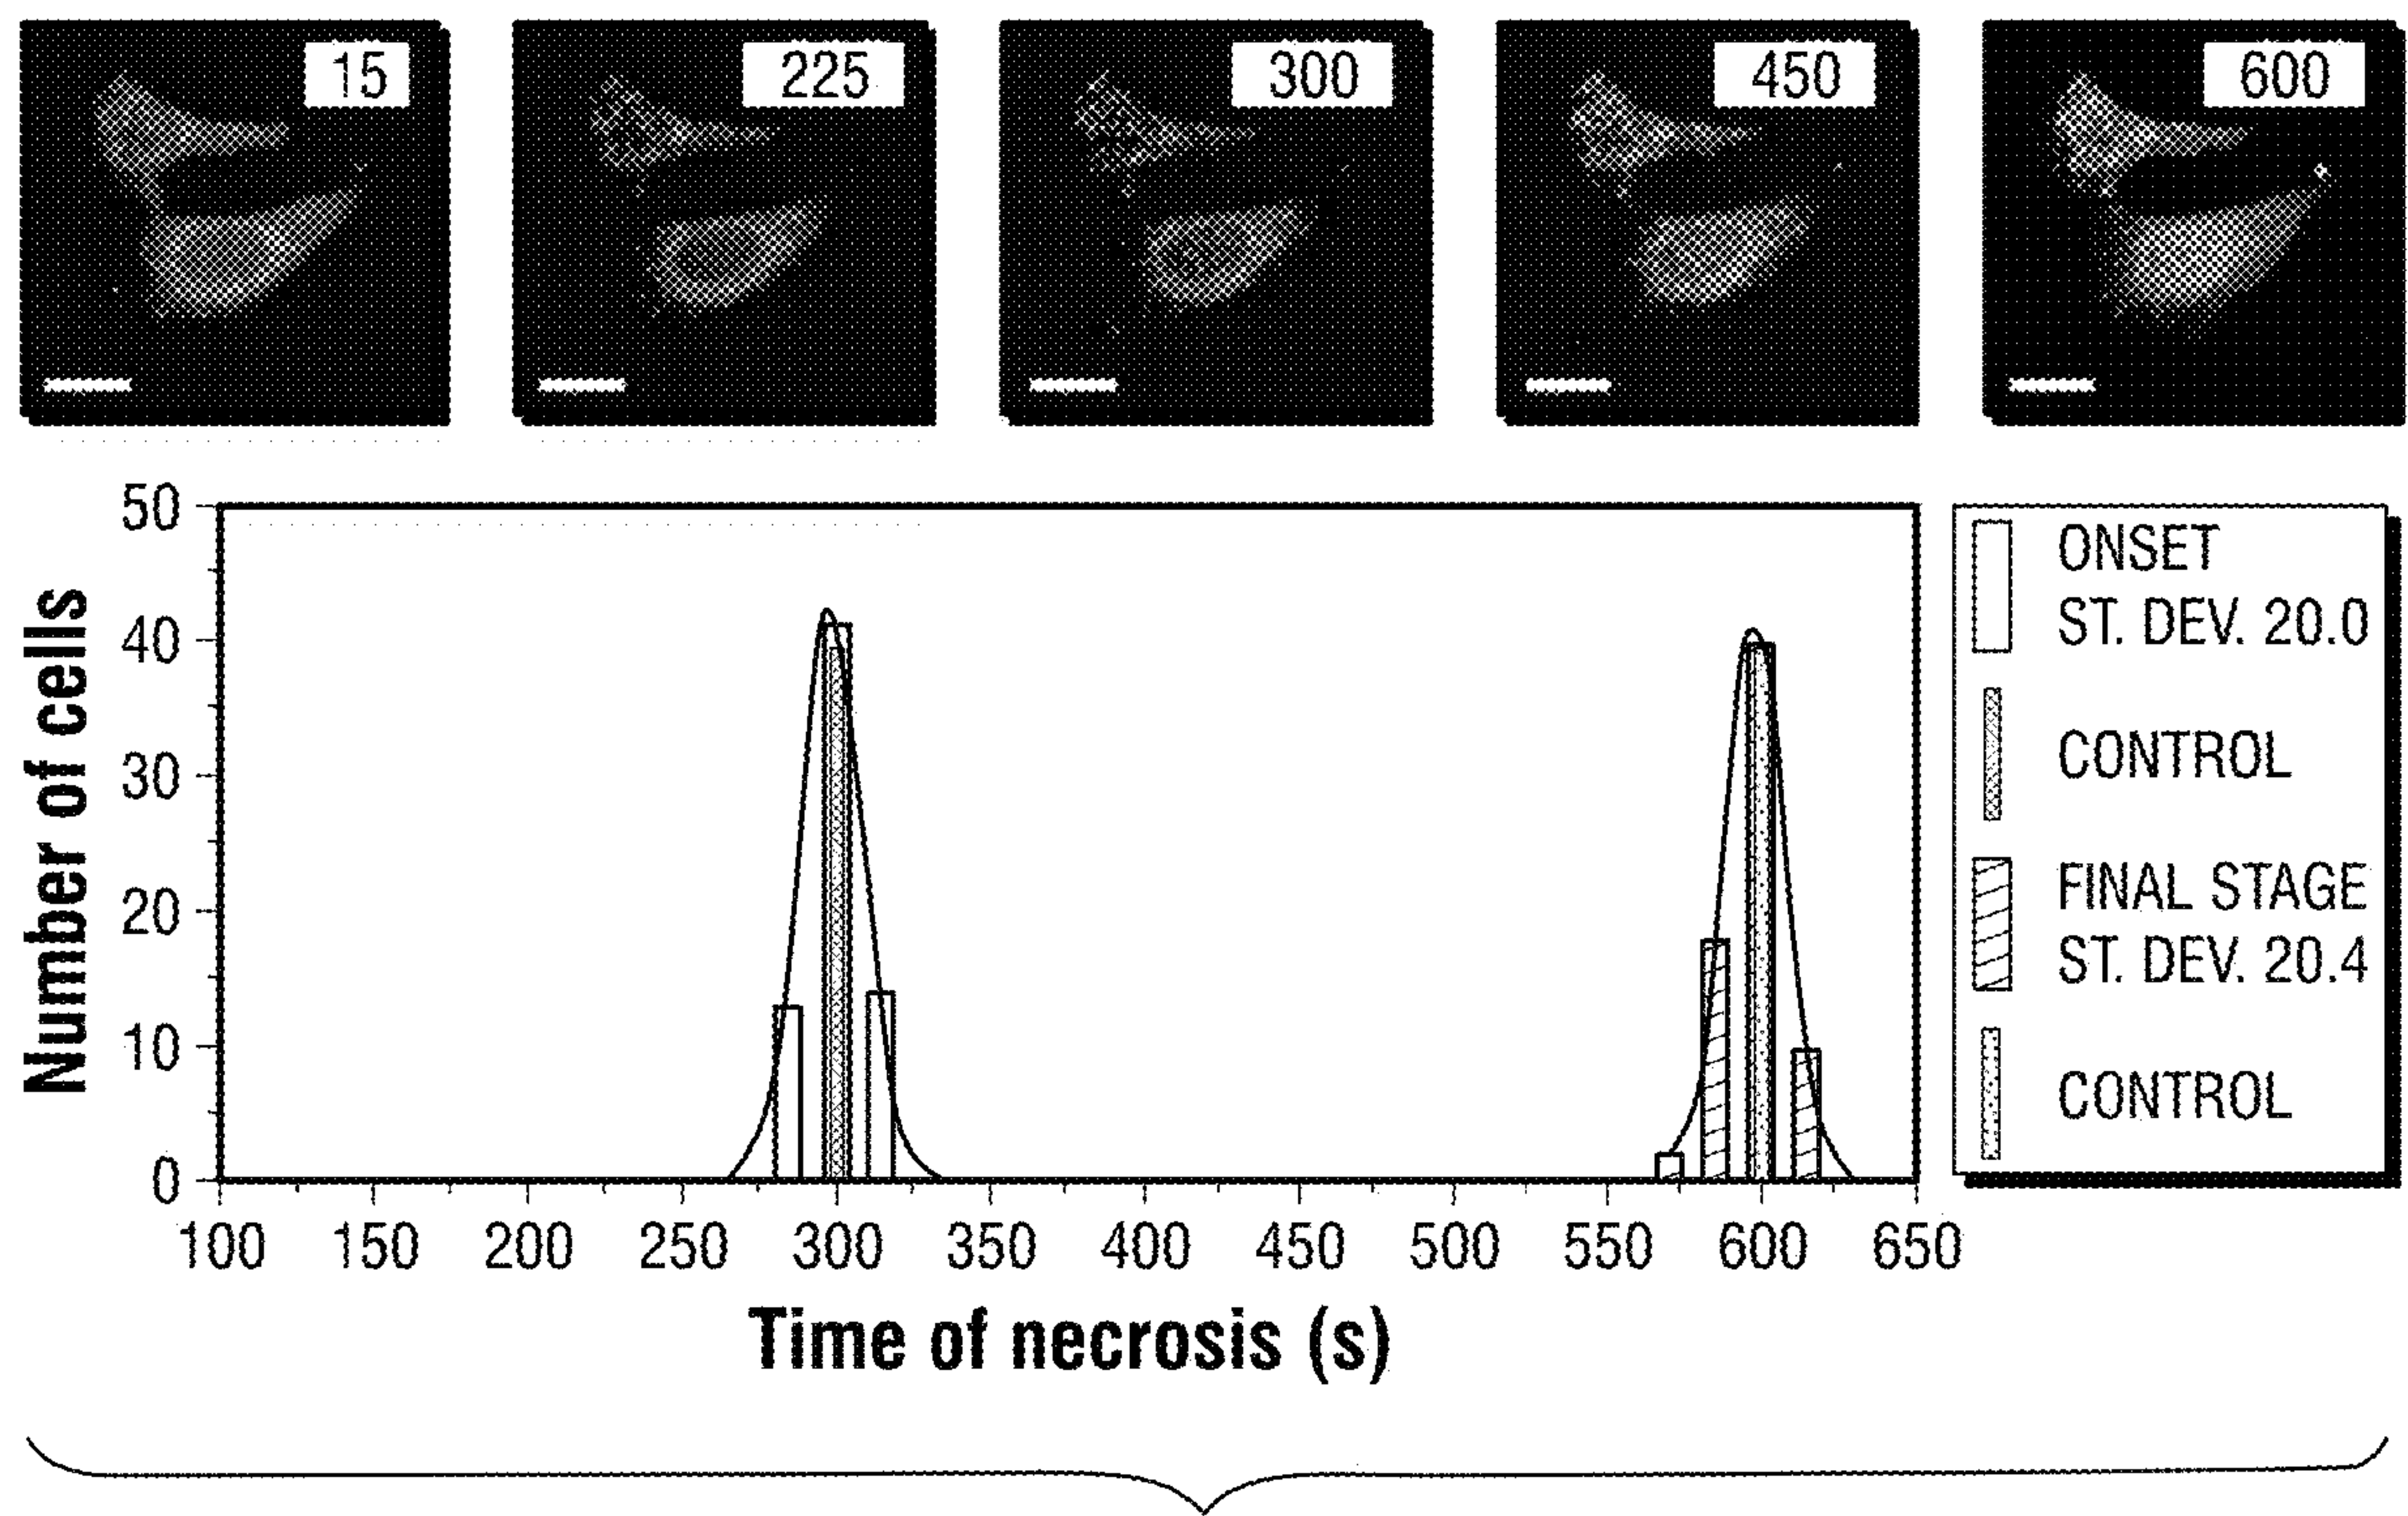 15
225
300
450
600
50
40
30
20
10
0
Number of cells
100 150 200 250 300 350 400 450 500 550 600 650
Time of necrosis (s)
ONSET
ST. DEV. 20.0
CONTROL
FINAL STAGE
ST. DEV. 20.4
CONTROL